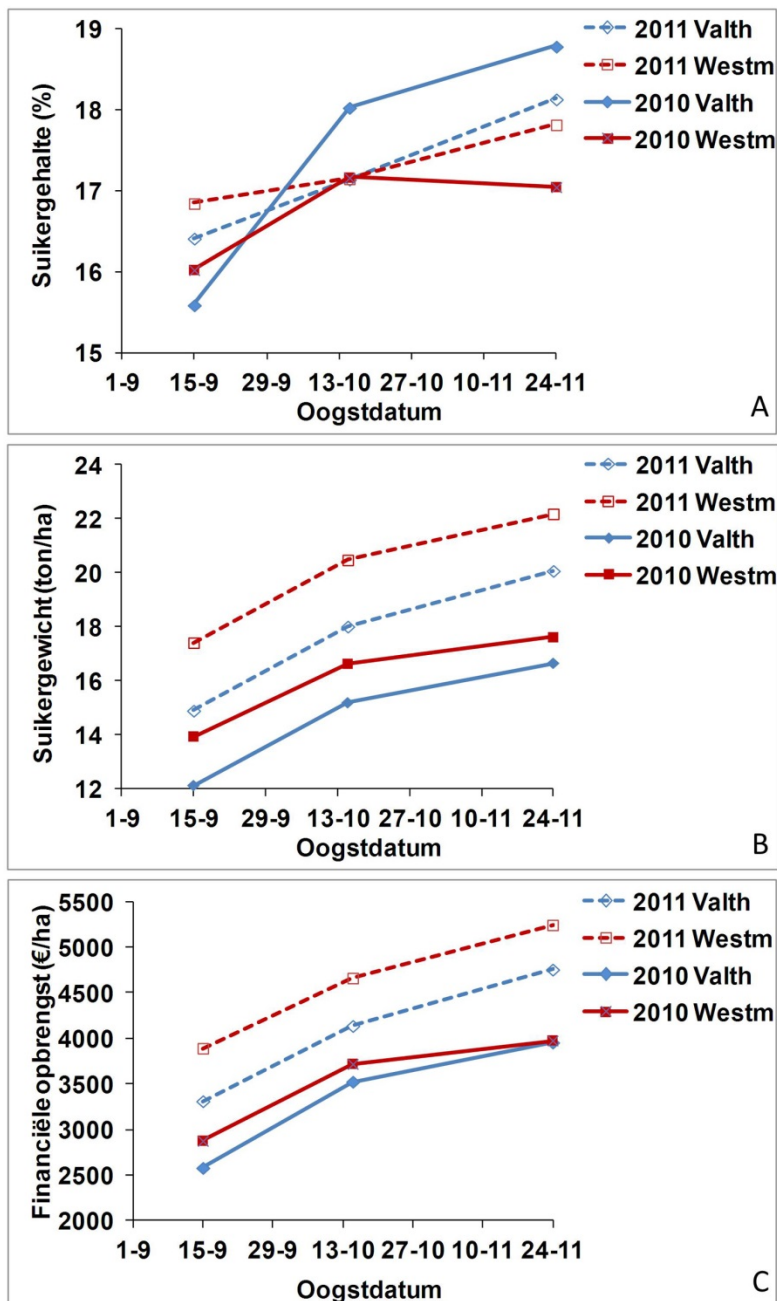 Suikergehalte (%)
19
18
17
16
15
1-9 15-9 29-9 13-10 27-10 10-11 24-11
Oogstdatum
2011 Valth
2011 Westm
2010 Valth
2010 Westm
A
Suikergewicht (ton/ha)
24
22
20
18
16
14
12
1-9 15-9 29-9 13-10 27-10 10-11 24-11
Oogstdatum
2011 Valth
2011 Westm
2010 Valth
2010 Westm
B
Financiële opbrengst (€/ha)
5500
5000
4500
4000
3500
3000
2500
2000
1-9 15-9 29-9 13-10 27-10 10-11 24-11
Oogstdatum
2011 Valth
2011 Westm
2010 Valth
2010 Westm
C